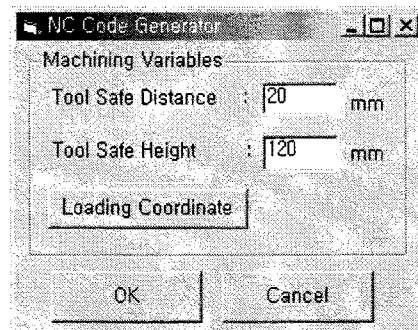 NC Code Generator
Machining Variables
Tool Safe Distance : 20 mm
Tool Safe Height : 120 mm
Loading Coordinate
OK Cancel